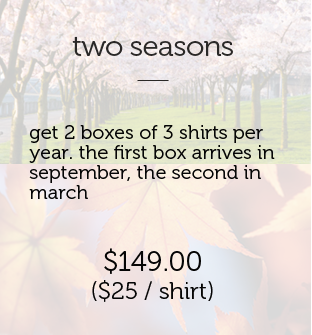 two seasons
get 2 boxes of 3 shirts per
year. the first box arrives in
september, the second in
march
$149.00
($25 / shirt)